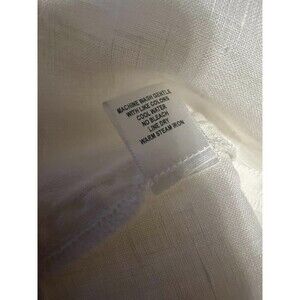 MACHINE WASH GENTLE
WITH LIKE COLORS
COOL WATER
NO BLEACH
LINE DRY
WARM STEAM IRON